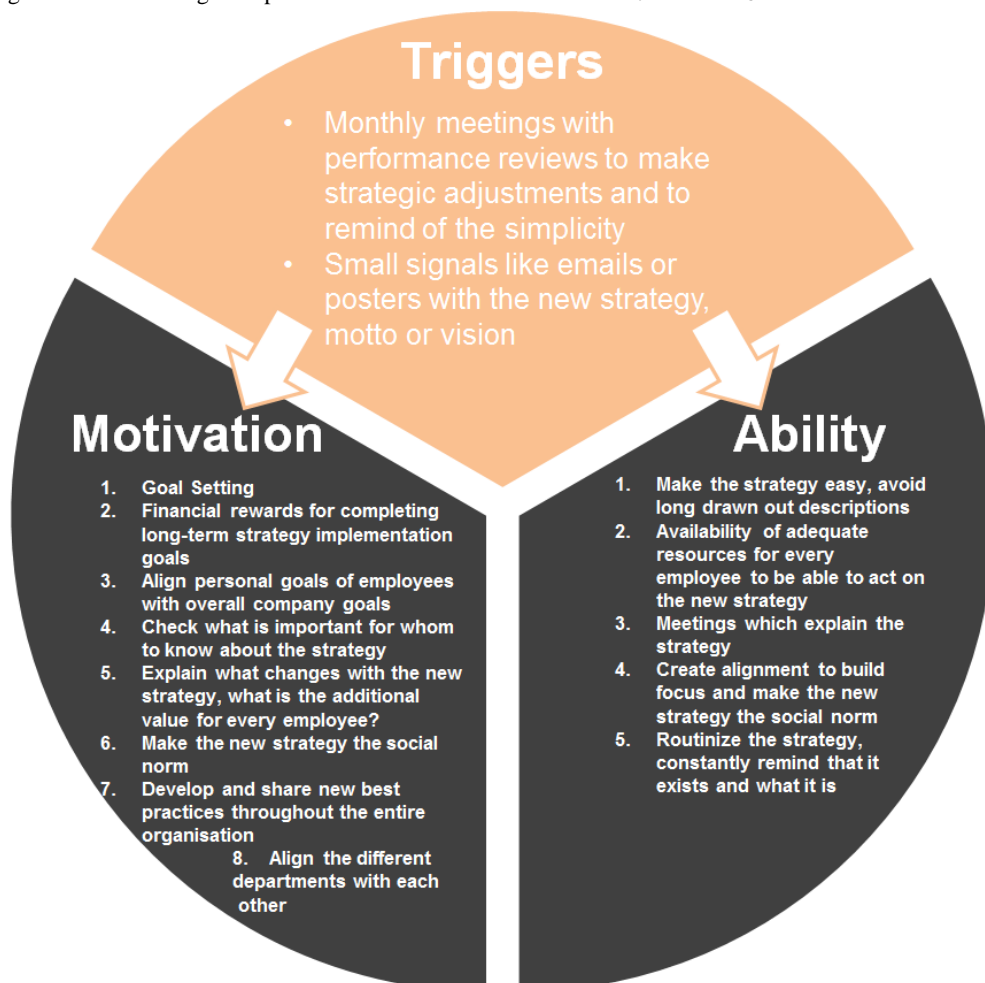 Triggers
• Monthly meetings with
performance reviews to make
strategic adjustments and to
remind of the simplicity
• Small signals like emails or
posters with the new strategy,
motto or vision
Motivation
1. Goal Setting
2. Financial rewards for completing
long-term strategy implementation
goals
3. Align personal goals of employees
with overall company goals
4. Check what is important for whom
to know about the strategy
5. Explain what changes with the new
strategy, what is the additional
value for every employee?
6. Make the new strategy the social
norm
7. Develop and share new best
practices throughout the entire
organisation
8. Align the different
departments with each
other
Ability
1. Make the strategy easy, avoid
long drawn out descriptions
2. Availability of adequate
resources for every
employee to be able to act on
the new strategy
3. Meetings which explain the
strategy
4. Create alignment to build
focus and make the new
strategy the social norm
5. Routinize the strategy,
constantly remind that it
exists and what it is